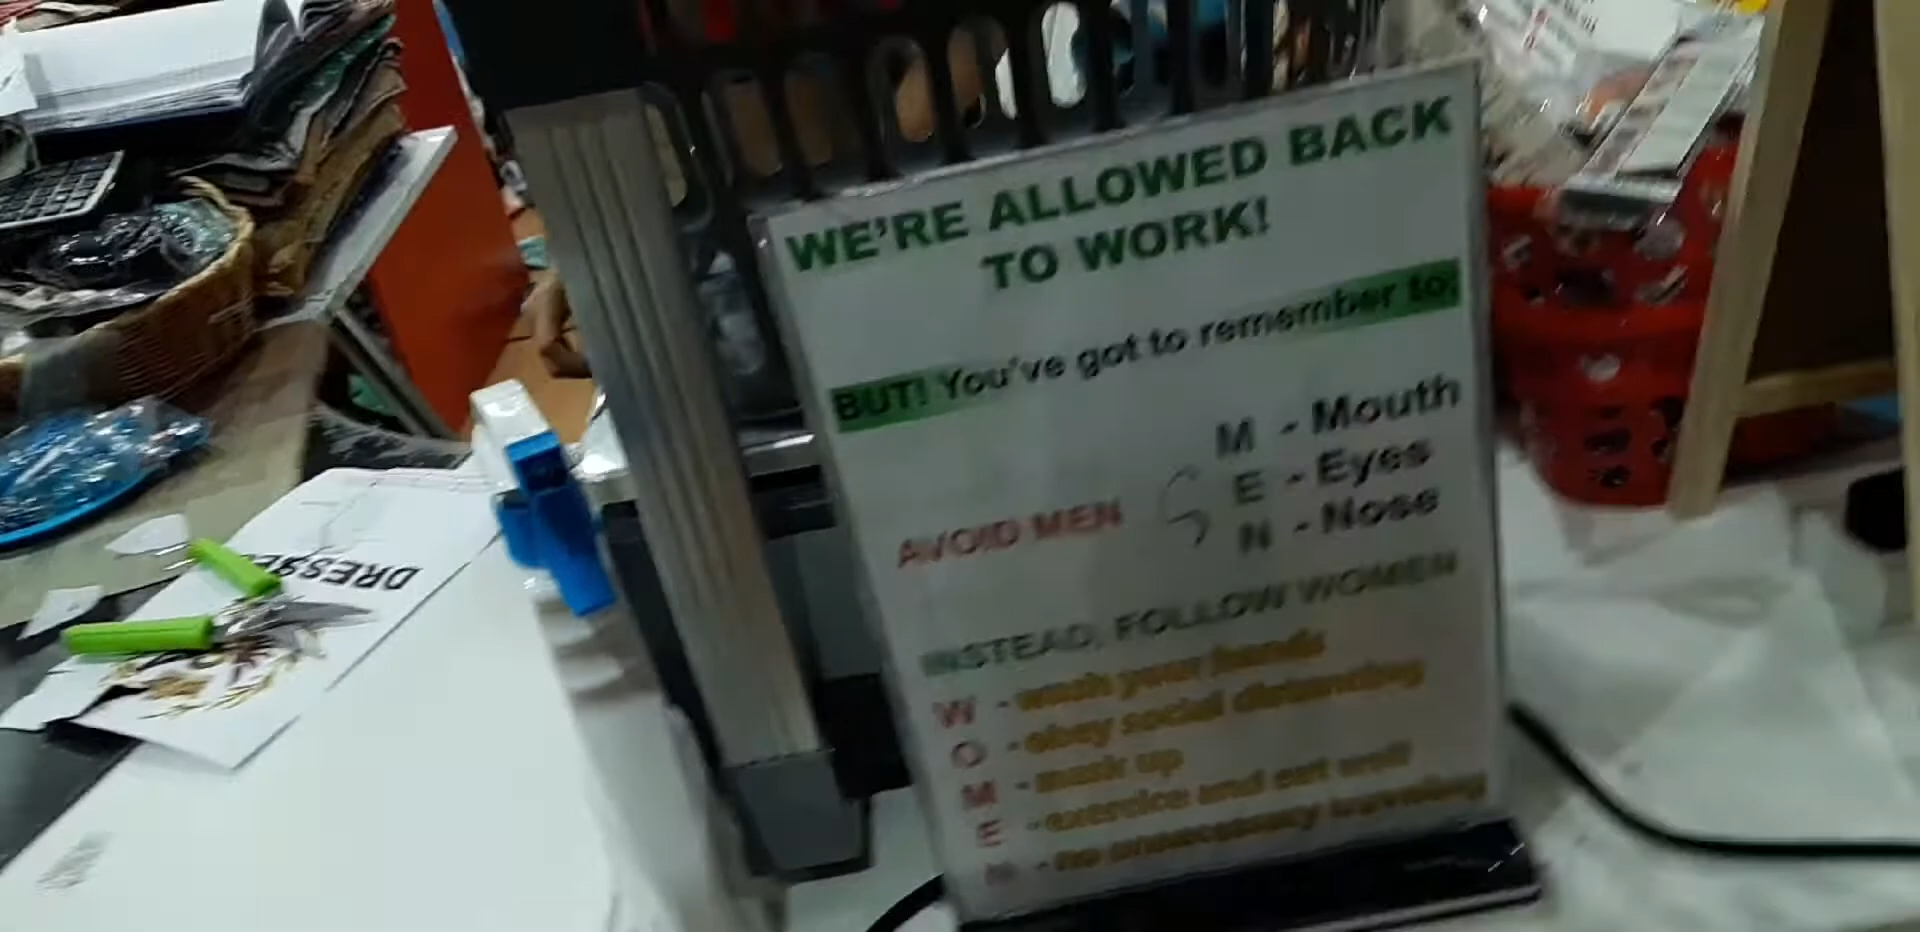 WE'RE ALLOWED BACK
TO WORK!
BUT! You've got to remember to:
M - Mouth
AVOID MEN E - Eyes
N - Nose
INSTEAD, FOLLOW WOMEN
W - wash your hands
O - obey social distancing
M - mask up
E - exercise and eat well
N - no unnecessary traveling